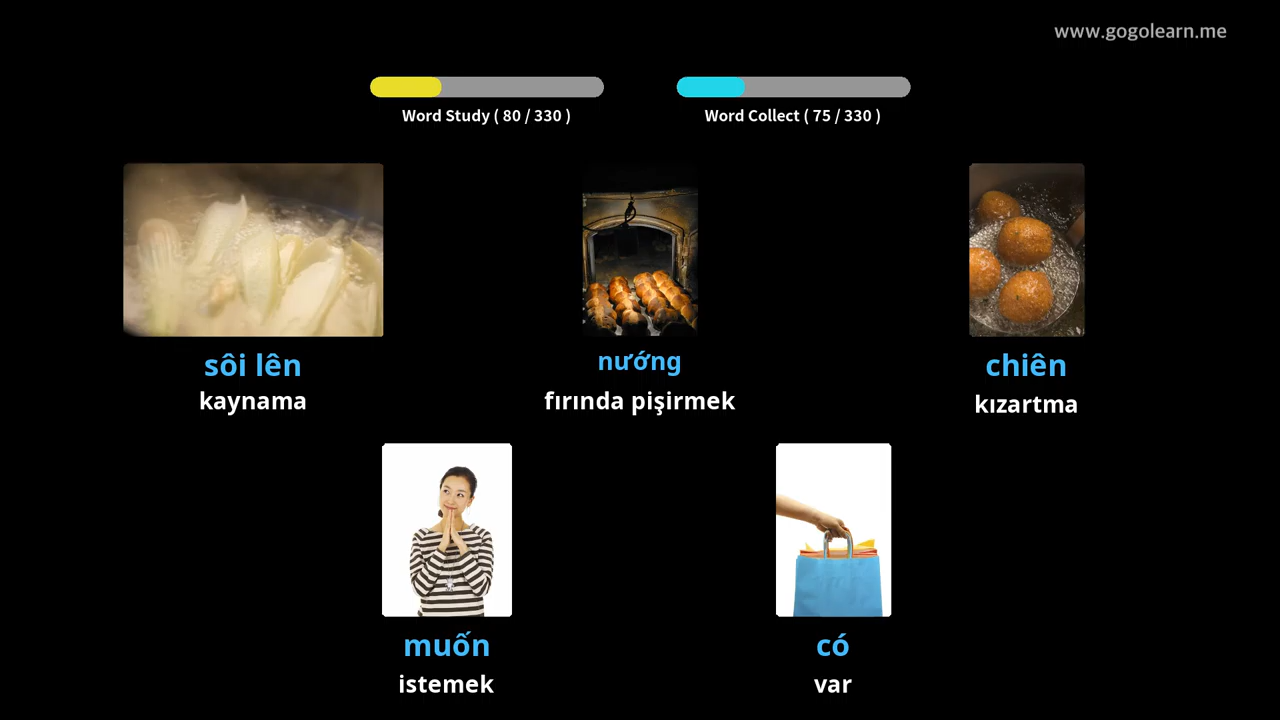 www.gogolearn.me
Word Study ( 80 / 330 )
Word Collect ( 75 / 330 )
sôi lên
kaynama
nướng
fırında pişirmek
chiên
kızartma
muốn
istemek
có
var